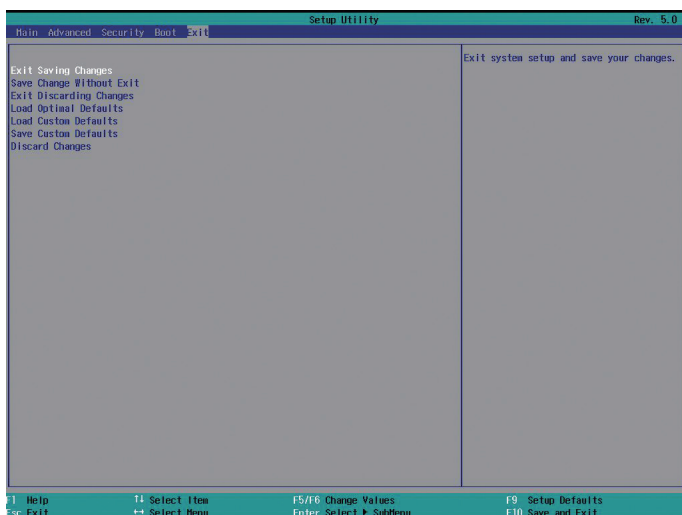 Setup Utility Rev. 5.0
Main Advanced Security Boot Exit
Exit Saving Changes
Save Change Without Exit
Exit Discarding Changes
Load Optimal Defaults
Load Custom Defaults
Save Custom Defaults
Discard Changes
Exit system setup and save your changes.
F1 Help ↑↓ Select Item F5/F6 Change Values F9 Setup Defaults
Esc Exit ↔ Select Menu Enter Select ▶ SubMenu F10 Save and Exit